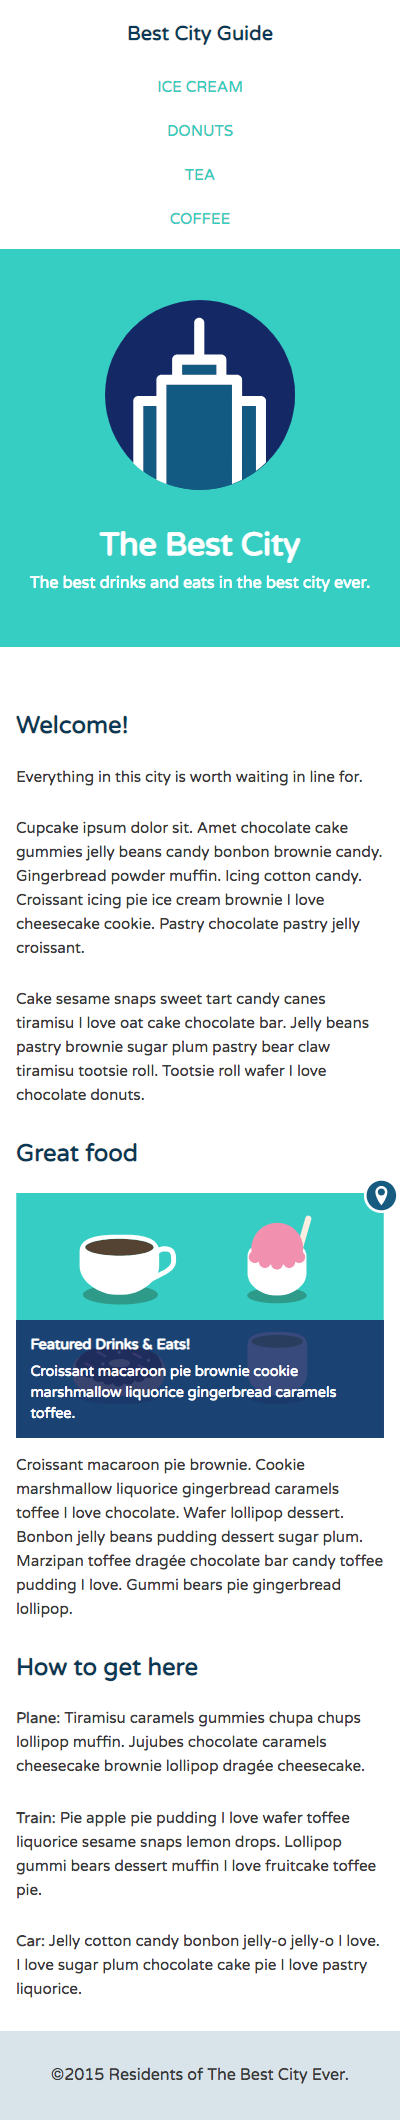 Best City Guide
ICE CREAM
DONUTS
TEA
COFFEE
The Best City
The best drinks and eats in the best city ever.
Welcome!
Everything in this city is worth waiting in line for.
Cupcake ipsum dolor sit. Amet chocolate cake
gummies jelly beans candy bonbon brownie candy.
Gingerbread powder muffin. Icing cotton candy.
Croissant icing pie ice cream brownie I love
cheesecake cookie. Pastry chocolate pastry jelly
croissant.
Cake sesame snaps sweet tart candy canes
tiramisu I love oat cake chocolate bar. Jelly beans
pastry brownie sugar plum pastry bear claw
tiramisu tootsie roll. Tootsie roll wafer I love
chocolate donuts.
Great food
Featured Drinks & Eats!
Croissant macaroon pie brownie cookie
marshmallow liquorice gingerbread caramels
toffee.
Croissant macaroon pie brownie. Cookie
marshmallow liquorice gingerbread caramels
toffee I love chocolate. Wafer lollipop dessert.
Bonbon jelly beans pudding dessert sugar plum.
Marzipan toffee dragée chocolate bar candy toffee
pudding I love. Gummi bears pie gingerbread
lollipop.
How to get here
Plane: Tiramisu caramels gummies chupa chups
lollipop muffin. Jujubes chocolate caramels
cheesecake brownie lollipop dragée cheesecake.
Train: Pie apple pie pudding I love wafer toffee
liquorice sesame snaps lemon drops. Lollipop
gummi bears dessert muffin I love fruitcake toffee
pie.
Car: Jelly cotton candy bonbon jelly-o jelly-o I love.
I love sugar plum chocolate cake pie I love pastry
liquorice.
©2015 Residents of The Best City Ever.